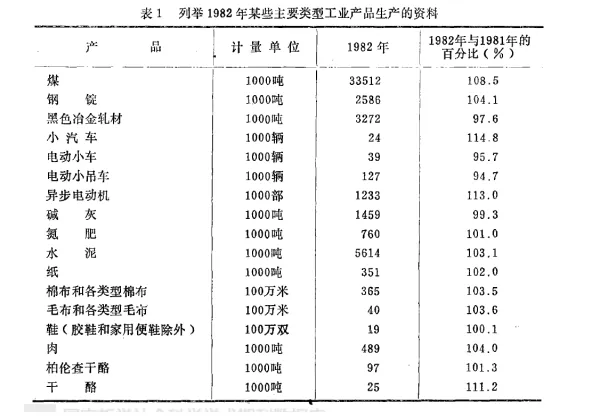 表1 列举1982年某些主要类型工业产品生产的资料
产 品 计量单位 1982年 1982年与1981年的百分比(%)
煤 1000吨 33512 108.5
钢 锭 1000吨 2586 104.1
黑色冶金轧材 1000吨 3272 97.6
小 汽 车 1000辆 24 114.8
电动小车 1000辆 39 95.7
电动小吊车 1000辆 127 94.7
异步电动机 1000部 1233 113.0
碱 灰 1000吨 1459 99.3
氮 肥 1000吨 760 101.0
水 泥 1000吨 5614 103.1
纸 1000吨 351 102.0
棉布和各类型棉布 100万米 365 103.5
毛布和各类型毛布 100万米 40 103.6
鞋(胶鞋和家用便鞋除外) 100万双 19 100.1
肉 1000吨 489 104.0
柏伦查干酪 1000吨 97 101.3
干 酪 1000吨 25 111.2